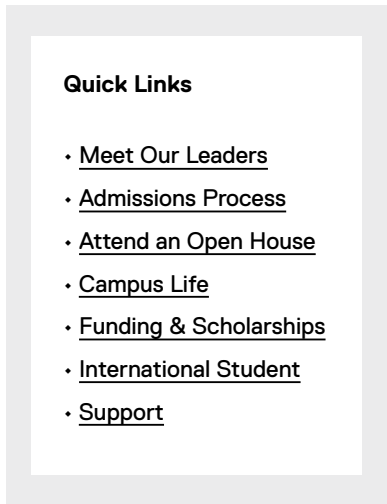 Quick Links
• Meet Our Leaders
• Admissions Process
• Attend an Open House
• Campus Life
• Funding & Scholarships
• International Student
• Support